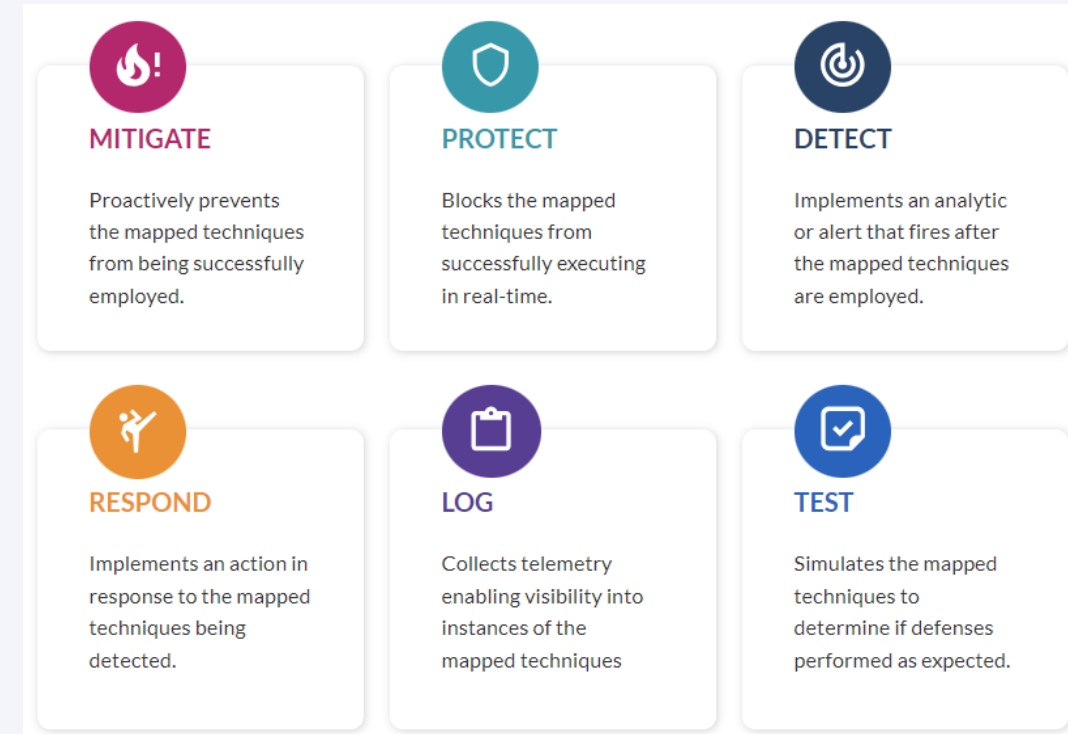 MITIGATE
Proactively prevents
the mapped techniques
from being successfully
employed.
PROTECT
Blocks the mapped
techniques from
successfully executing
in real-time.
DETECT
Implements an analytic
or alert that fires after
the mapped techniques
are employed.
RESPOND
Implements an action in
response to the mapped
techniques being
detected.
LOG
Collects telemetry
enabling visibility into
instances of the
mapped techniques
TEST
Simulates the mapped
techniques to
determine if defenses
performed as expected.